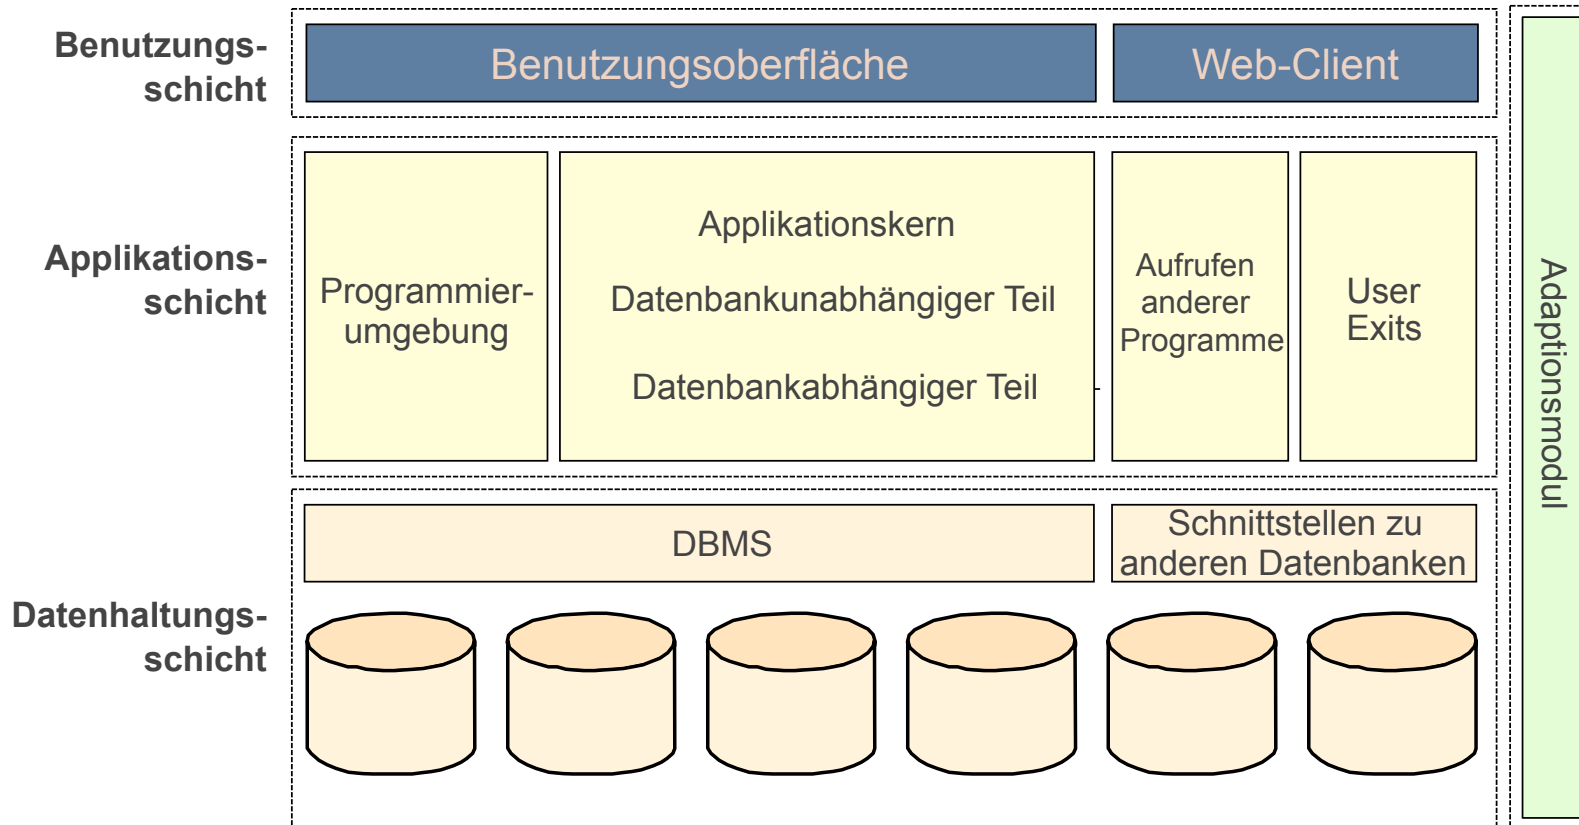 Benutzungs-
schicht
Benutzungsoberfläche
Web-Client
Applikations-
schicht
Programmier-
umgebung
Applikationskern
Datenbankunabhängiger Teil
Datenbankabhängiger Teil
Aufrufen
anderer
Programme
User
Exits
Datenhaltungs-
schicht
DBMS
Schnittstellen zu
anderen Datenbanken
Adaptionsmodul